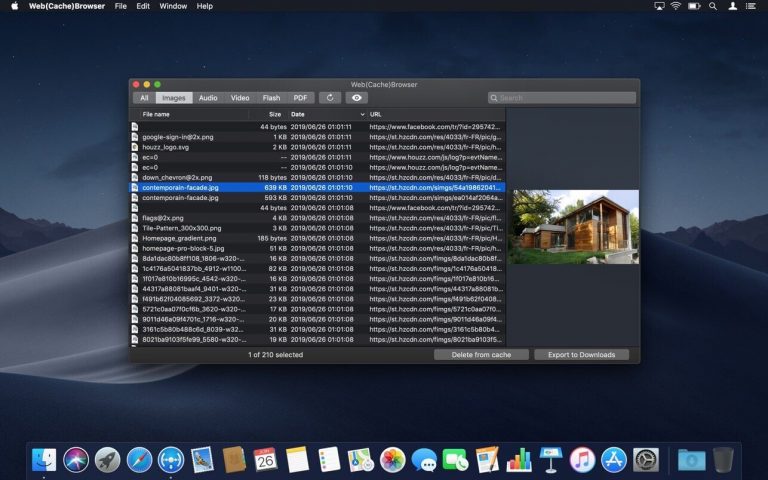 Web(Cache)Browser File Edit Window Help
Web(Cache)Browser
All Images Audio Video Flash PDF Search
File name Size Date URL
44 bytes 2019/06/26 01:01:11 https://www.facebook.com/tr/?id=295742...
google-sign-in@2x.png 1 KB 2019/06/26 01:01:11 https://st.hzcdn.com/res/4033/fr-FR/pic/g...
houzz_logo.svg 2 KB 2019/06/26 01:01:11 https://st.hzcdn.com/res/4033/fr-FR/pic/h...
ec=0 -- 2019/06/26 01:01:11 https://www.houzz.com/js/log?p=evtName...
ec=0 -- 2019/06/26 01:01:10 https://www.houzz.com/js/log?p=evtName...
down_chevron@2x.png 118 bytes 2019/06/26 01:01:10 https://st.hzcdn.com/res/4033/fr-FR/pic/d...
contemporain-facade.jpg 639 KB 2019/06/26 01:01:10 https://st.hzcdn.com/simgs/54a19862041...
contemporain-facade.jpg 593 KB 2019/06/26 01:01:10 https://st.hzcdn.com/simgs/ea014af2064a...
44 bytes 2019/06/26 01:01:08 https://www.facebook.com/tr/?id=295742...
flags@2x.png 4 KB 2019/06/26 01:01:08 https://st.hzcdn.com/res/4033/fr-FR/pic/fl...
Tile-Pattern_300x300.png 2019/06/26 01:01:08 https://st.hzcdn.com/res/4033/fr-FR/pic/Ti...
Homepage_gradient.png 185 bytes 2019/06/26 01:01:08 https://st.hzcdn.com/res/4033/fr-FR/pic/H...
homepage-pro-block-5.jpg 51 KB 2019/06/26 01:01:08 https://st.hzcdn.com/res/4033/fr-FR/pic/h...
8da1dc2b04d8ff108_1806-w320-... 16 KB 2019/06/26 01:01:08 https://st.hzcdn.com/fimgs/8da1dc2b04d...
1c4176a5041837bb_4912-w1100... 82 KB 2019/06/26 01:01:08 https://st.hzcdn.com/fimgs/1c4176a50418...
1f017e810b16995c_4542-w320-... 16 KB 2019/06/26 01:01:08 https://st.hzcdn.com/fimgs/1f017e810b16...
44317a88021baaf4_9401-w320-... 31 KB 2019/06/26 01:01:08 https://st.hzcdn.com/fimgs/44317a88021...
f491b62f04085692_3372-w320-... 23 KB 2019/06/26 01:01:08 https://st.hzcdn.com/fimgs/f491b62f0408...
5721c0aa07f0cf6b_3620-w320-... 17 KB 2019/06/26 01:01:08 https://st.hzcdn.com/fimgs/5721c0aa07f0...
9011d46a09f4701c_1716-w320-... 20 KB 2019/06/26 01:01:08 https://st.hzcdn.com/fimgs/9011d46a09f4...
3161c5b80b488c6d_8039-w32... 31 KB 2019/06/26 01:01:08 https://st.hzcdn.com/fimgs/3161c5b80b4...
8021ba9103f5fe99_5580-w320-... 21 KB 2019/06/26 01:01:08 https://st.hzcdn.com/fimgs/8021ba9103f5...
1 of 210 selected Delete from cache Export to Downloads
26